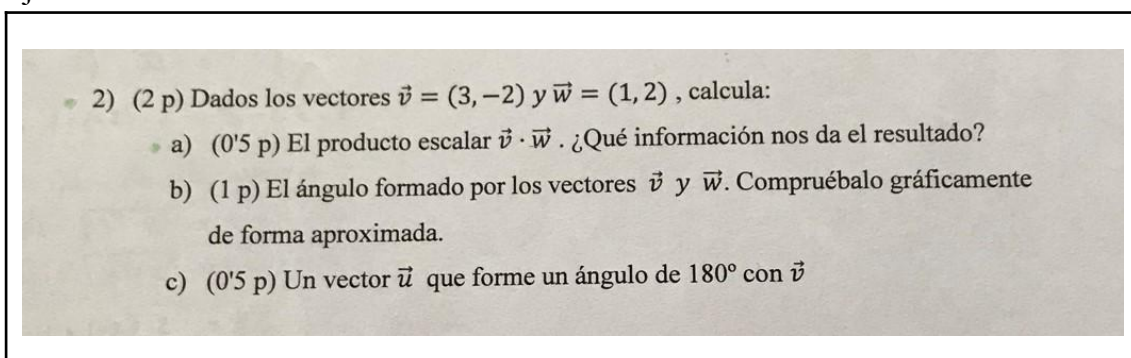 2) (2 p) Dados los vectores v⃗ = (3, −2) y w⃗ = (1, 2) , calcula:
a) (0'5 p) El producto escalar v⃗ · w⃗ . ¿Qué información nos da el resultado?
b) (1 p) El ángulo formado por los vectores v⃗ y w⃗. Compruébalo gráficamente
de forma aproximada.
c) (0'5 p) Un vector u⃗ que forme un ángulo de 180º con v⃗